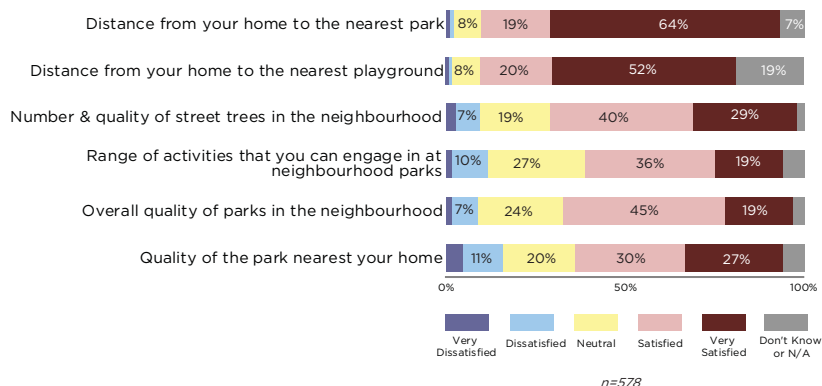 Distance from your home to the nearest park 8% 19% 64% 7%
Distance from your home to the nearest playground 8% 20% 52% 19%
Number & quality of street trees in the neighbourhood 7% 19% 40% 29%
Range of activities that you can engage in at
neighbourhood parks 10% 27% 36% 19%
Overall quality of parks in the neighbourhood 7% 24% 45% 19%
Quality of the park nearest your home 11% 20% 30% 27%
0% 50% 100%
Very
Dissatisfied
Dissatisfied
Neutral
Satisfied
Very
Satisfied
Don't Know
or N/A
n=578